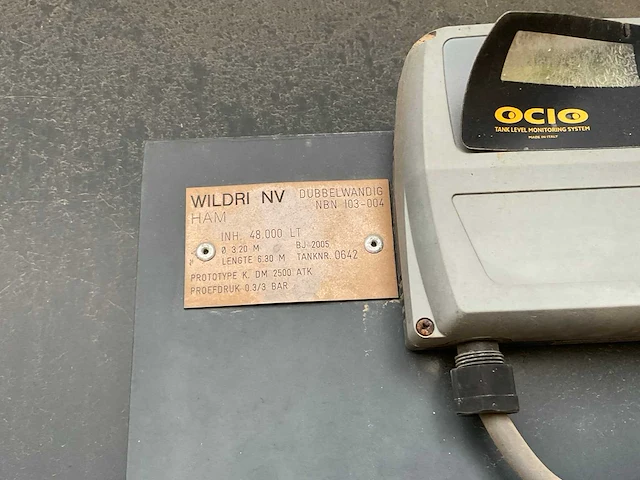 OCIO
TANK LEVEL MONITORING SYSTEM
MADE IN ITALY
WILDRI NV DUBBELWANDIG
HAM NBN 103-004
INH. 48.000 LT
Ø 3.20 M BJ 2005
LENGTE 6.30 M TANKNR. 0642
PROTOTYPE K. DM 2500 ATK
PROEFDRUK 0.3/3 BAR